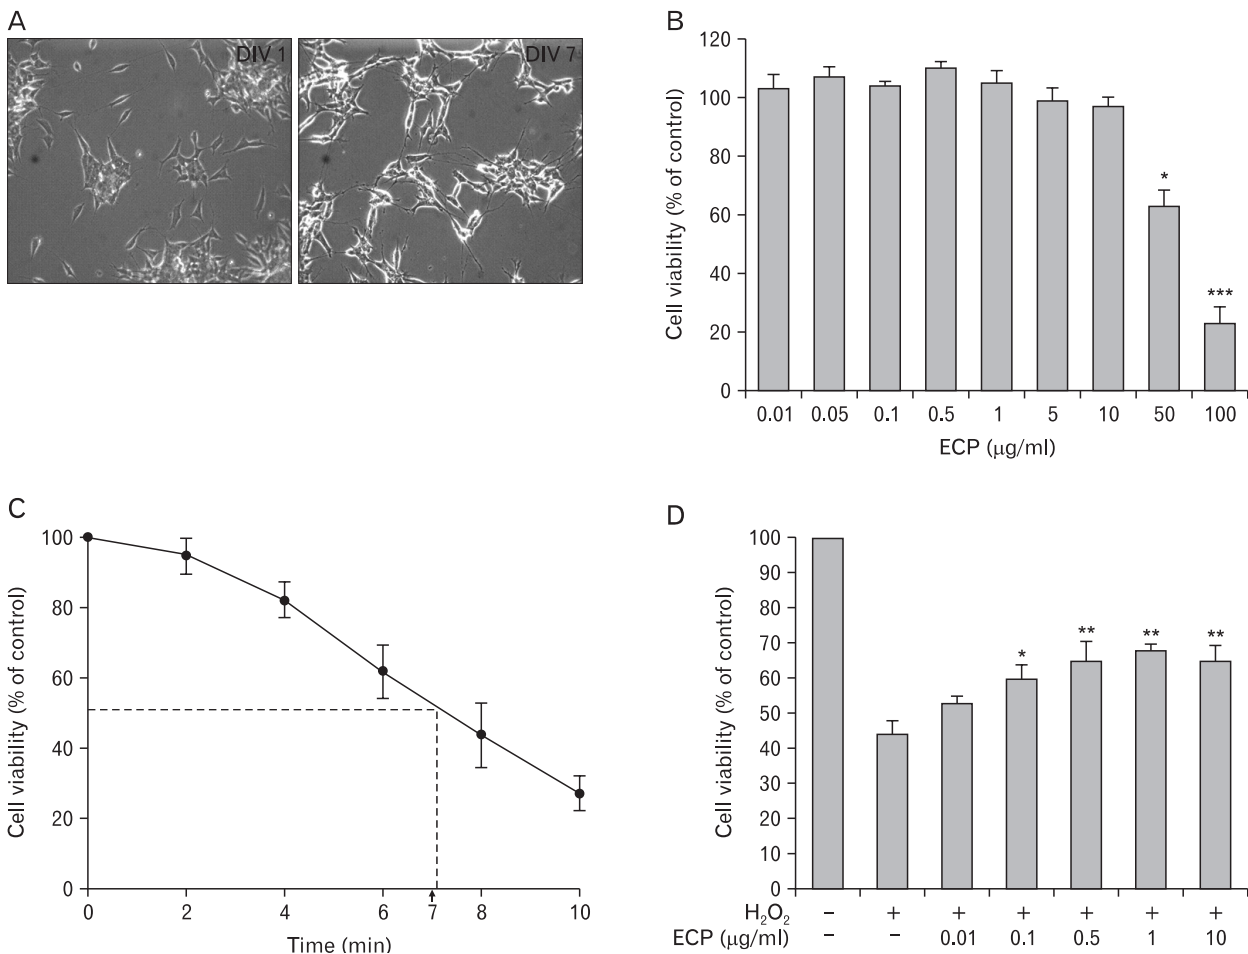 A
DIV 1
DIV 7
B
120
100
80
60
40
20
0
Cell viability (% of control)
*
***
0.01 0.05 0.1 0.5 1 5 10 50 100
ECP (μg/ml)
C
100
80
60
40
20
0
Cell viability (% of control)
0 2 4 6 7 8 10
Time (min)
D
100
90
80
70
60
50
40
30
20
10
0
Cell viability (% of control)
* ** ** **
H₂O₂ − + + + + + +
ECP (μg/ml) − − 0.01 0.1 0.5 1 10